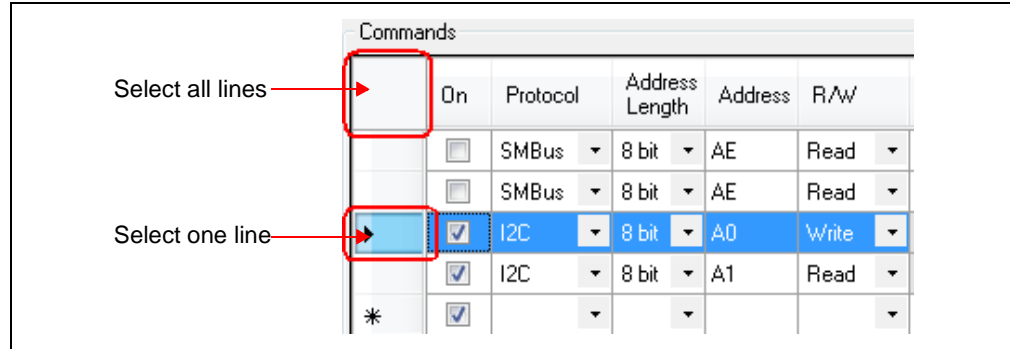 Commands
Select all lines
On Protocol Address Length Address R/W
SMBus 8 bit AE Read
SMBus 8 bit AE Read
Select one line
I2C 8 bit A0 Write
I2C 8 bit A1 Read
*